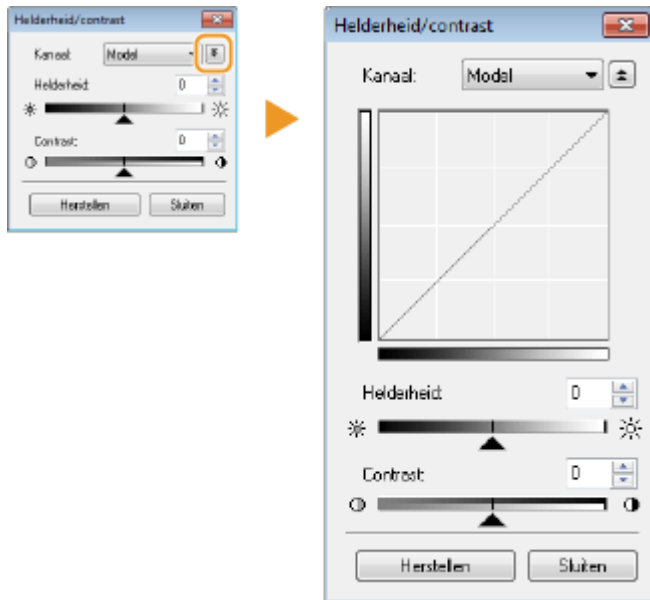 Helderheid/contrast
Kanaal: Model
Helderheid: 0
Contrast: 0
Herstellen Sluiten
Helderheid/contrast
Kanaal: Model
Helderheid: 0
Contrast: 0
Herstellen Sluiten